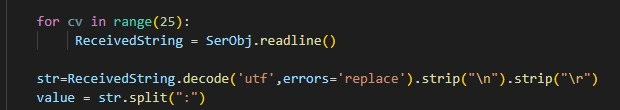 for cv in range(25):
ReceivedString = SerObj.readline()
str=ReceivedString.decode('utf',errors='replace').strip("\n").strip("\r")
value = str.split(":")